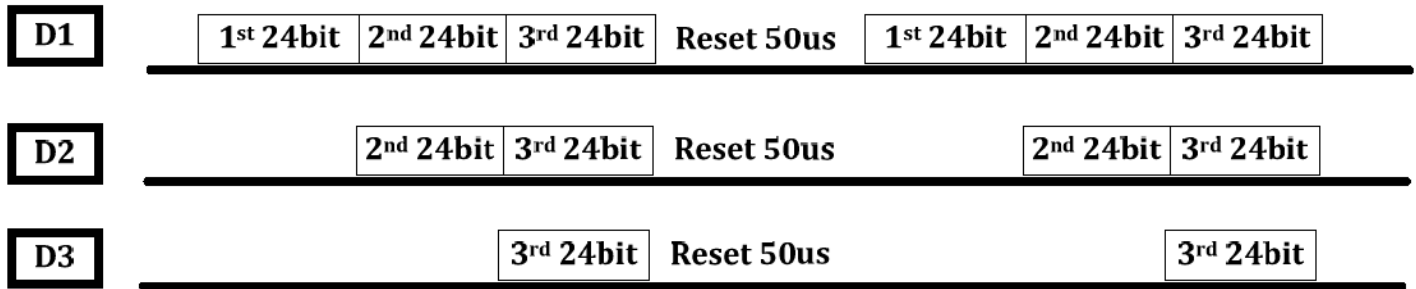 D1 1st 24bit 2nd 24bit 3rd 24bit Reset 50us 1st 24bit 2nd 24bit 3rd 24bit
D2 2nd 24bit 3rd 24bit Reset 50us 2nd 24bit 3rd 24bit
D3 3rd 24bit Reset 50us 3rd 24bit